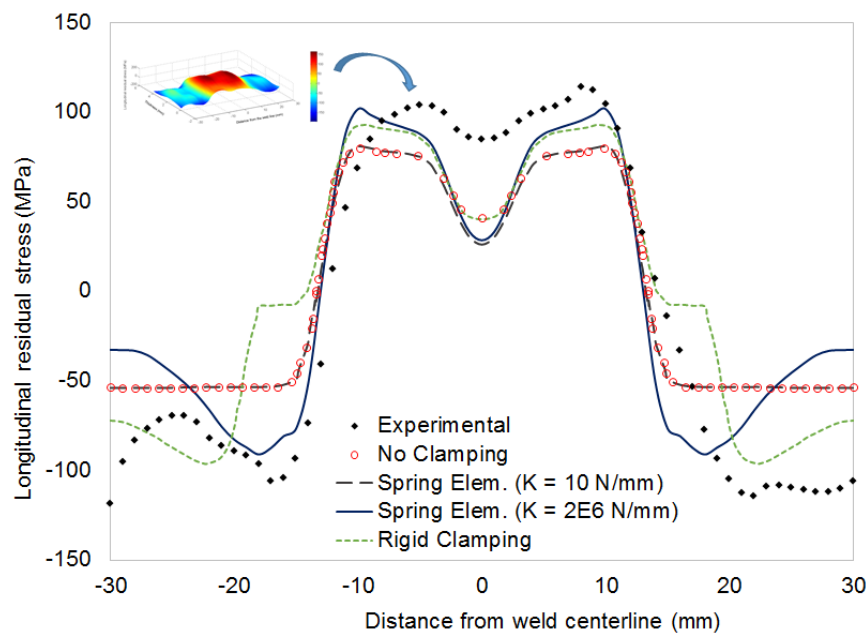 150
100
50
0
-50
-100
-150
Longitudinal residual stress (MPa)
Experimental
No Clamping
Spring Elem. (K = 10 N/mm)
Spring Elem. (K = 2E6 N/mm)
Rigid Clamping
-30 -20 -10 0 10 20 30
Distance from weld centerline (mm)